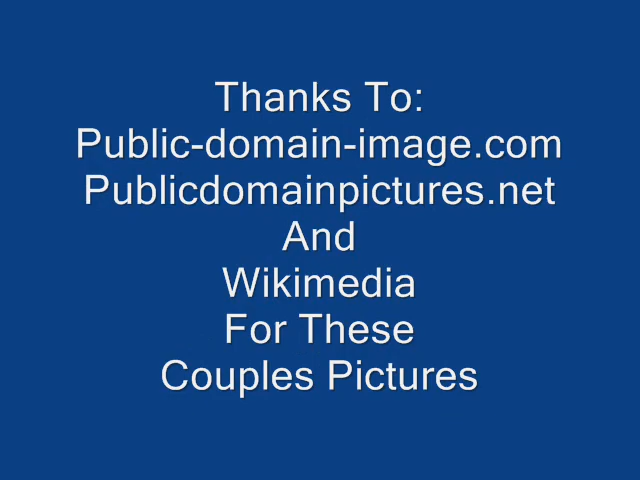 Thanks To:
Public-domain-image.com
Publicdomainpictures.net
And
Wikimedia
For These
Couples Pictures